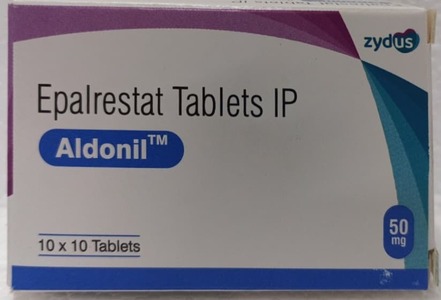 zydus
Epalrestat Tablets IP
Aldonil™
10 x 10 Tablets
50
mg